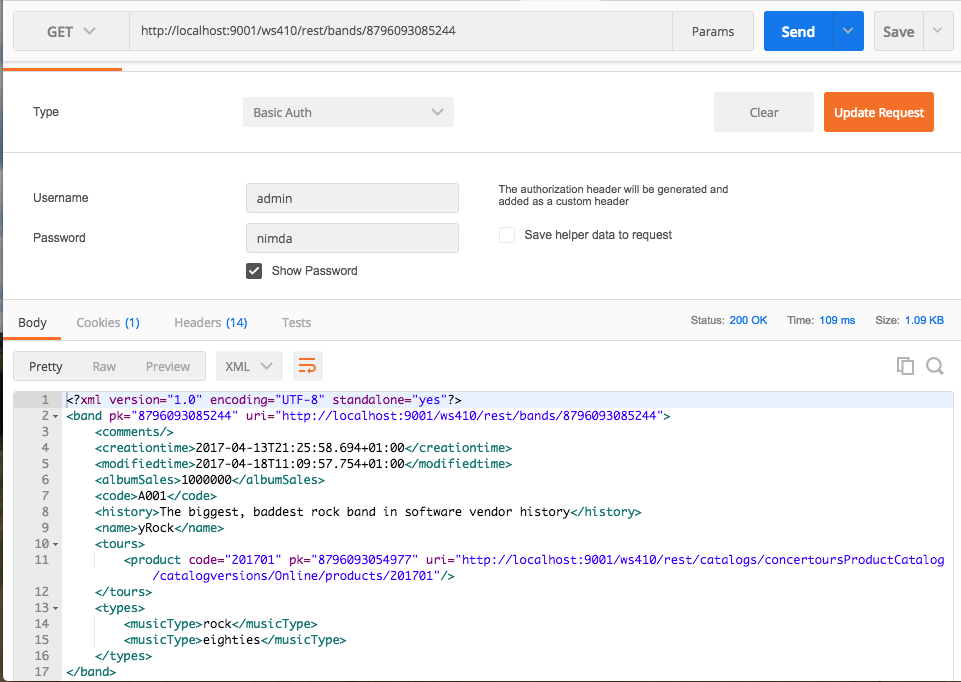 GET http://localhost:9001/ws410/rest/bands/8796093085244 Params Send Save
Type Basic Auth Clear Update Request
Username admin The authorization header will be generated and
added as a custom header
Password nimda Save helper data to request
Show Password
Body Cookies (1) Headers (14) Tests Status: 200 OK Time: 109 ms Size: 1.09 KB
Pretty Raw Preview XML
1 <?xml version="1.0" encoding="UTF-8" standalone="yes"?>
2 <band pk="8796093085244" uri="http://localhost:9001/ws410/rest/bands/8796093085244">
3 <comments/>
4 <creationtime>2017-04-13T21:25:58.694+01:00</creationtime>
5 <modifiedtime>2017-04-18T11:09:57.754+01:00</modifiedtime>
6 <albumSales>1000000</albumSales>
7 <code>A001</code>
8 <history>The biggest, baddest rock band in software vendor history</history>
9 <name>yRock</name>
10 <tours>
11 <product code="201701" pk="8796093054977" uri="http://localhost:9001/ws410/rest/catalogs/concertoursProductCatalog
/catalogversions/Online/products/201701"/>
12 </tours>
13 <types>
14 <musicType>rock</musicType>
15 <musicType>eighties</musicType>
16 </types>
17 </band>